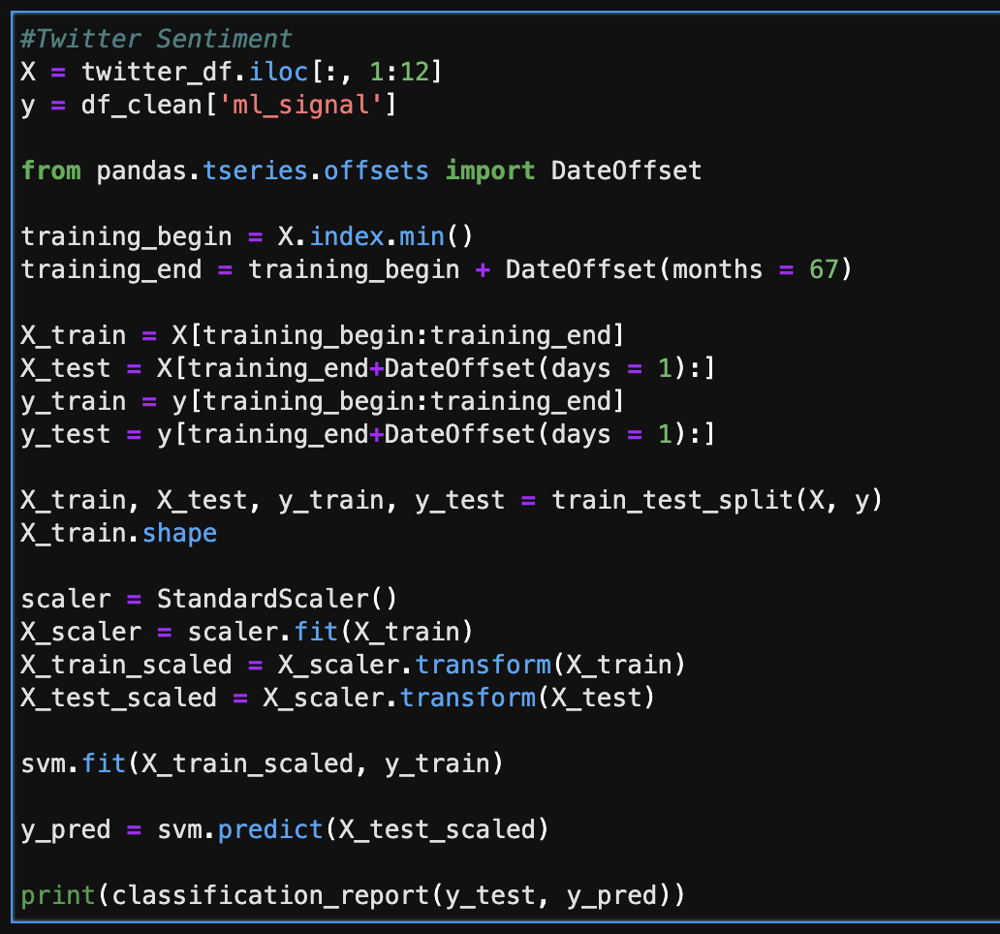 #Twitter Sentiment
X = twitter_df.iloc[:, 1:12]
y = df_clean['ml_signal']
from pandas.tseries.offsets import DateOffset
training_begin = X.index.min()
training_end = training_begin + DateOffset(months = 67)
X_train = X[training_begin:training_end]
X_test = X[training_end+DateOffset(days = 1):]
y_train = y[training_begin:training_end]
y_test = y[training_end+DateOffset(days = 1):]
X_train, X_test, y_train, y_test = train_test_split(X, y)
X_train.shape
scaler = StandardScaler()
X_scaler = scaler.fit(X_train)
X_train_scaled = X_scaler.transform(X_train)
X_test_scaled = X_scaler.transform(X_test)
svm.fit(X_train_scaled, y_train)
y_pred = svm.predict(X_test_scaled)
print(classification_report(y_test, y_pred))